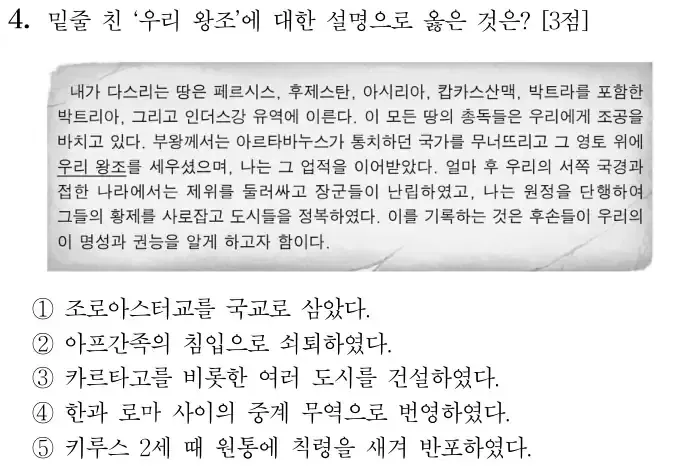 4. 밑줄 친 ‘우리 왕조’에 대한 설명으로 옳은 것은? [3점]
내가 다스리는 땅은 페르시스, 후제스탄, 아시리아, 캅카스산맥, 박트라를 포함한
박트리아, 그리고 인더스강 유역에 이른다. 이 모든 땅의 총독들은 우리에게 조공을
바치고 있다. 부왕께서는 아르타바누스가 통치하던 국가를 무너뜨리고 그 영토 위에
우리 왕조를 세우셨으며, 나는 그 업적을 이어받았다. 얼마 후 우리의 서쪽 국경과
접한 나라에서는 제위를 둘러싸고 장군들이 난립하였고, 나는 원정을 단행하여
그들의 황제를 사로잡고 도시들을 정복하였다. 이를 기록하는 것은 후손들이 우리의
이 명성과 권능을 알게 하고자 함이다.
① 조로아스터교를 국교로 삼았다.
② 아프간족의 침입으로 쇠퇴하였다.
③ 카르타고를 비롯한 여러 도시를 건설하였다.
④ 한과 로마 사이의 중계 무역으로 번영하였다.
⑤ 키루스 2세 때 원통에 칙령을 새겨 반포하였다.